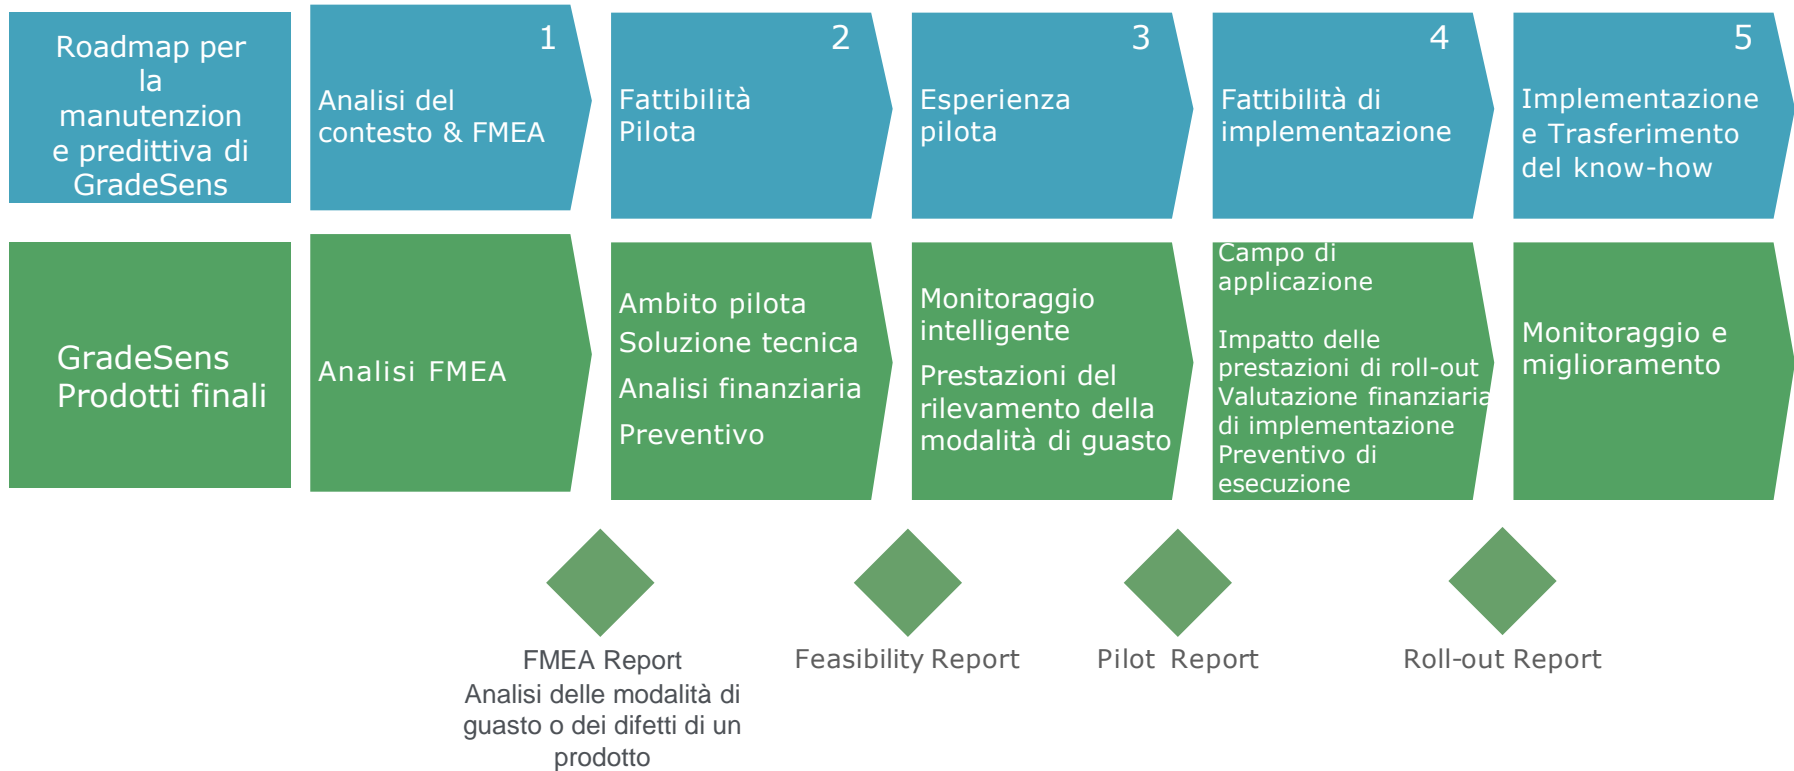 Roadmap per
la
manutenzion
e predittiva di
GradeSens
1
Analisi del
contesto & FMEA
2
Fattibilità
Pilota
3
Esperienza
pilota
4
Fattibilità di
implementazione
5
Implementazione
e Trasferimento
del know-how
GradeSens
Prodotti finali
Analisi FMEA
Ambito pilota
Soluzione tecnica
Analisi finanziaria
Preventivo
Monitoraggio
intelligente
Prestazioni del
rilevamento della
modalità di guasto
Campo di
applicazione
Impatto delle
prestazioni di roll-out
Valutazione finanziaria
di implementazione
Preventivo di
esecuzione
Monitoraggio e
miglioramento
FMEA Report
Analisi delle modalità di
guasto o dei difetti di un
prodotto
Feasibility Report
Pilot Report
Roll-out Report